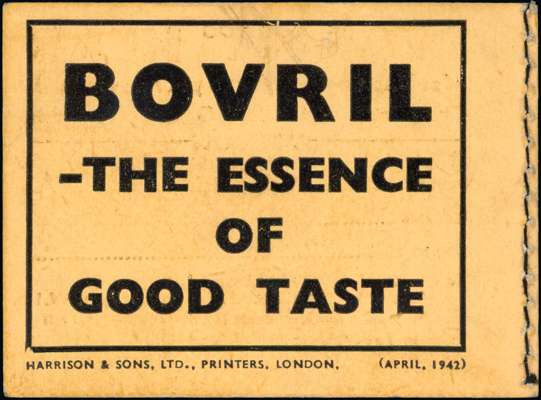 BOVRIL
-THE ESSENCE
OF
GOOD TASTE
HARRISON & SONS, LTD., PRINTERS, LONDON. (APRIL, 1942)